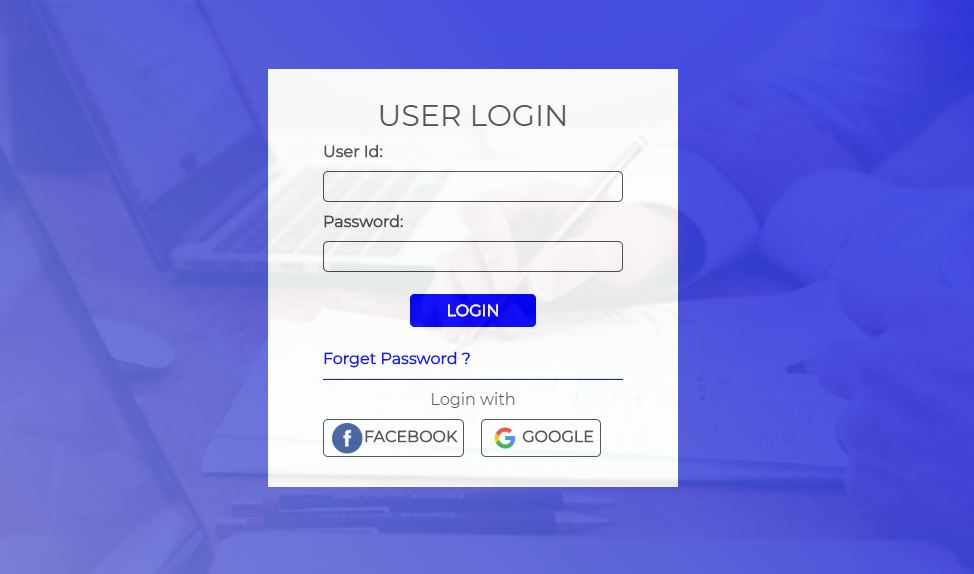 USER LOGIN
User Id:
Password:
LOGIN
Forget Password ?
Login with
FACEBOOK GOOGLE